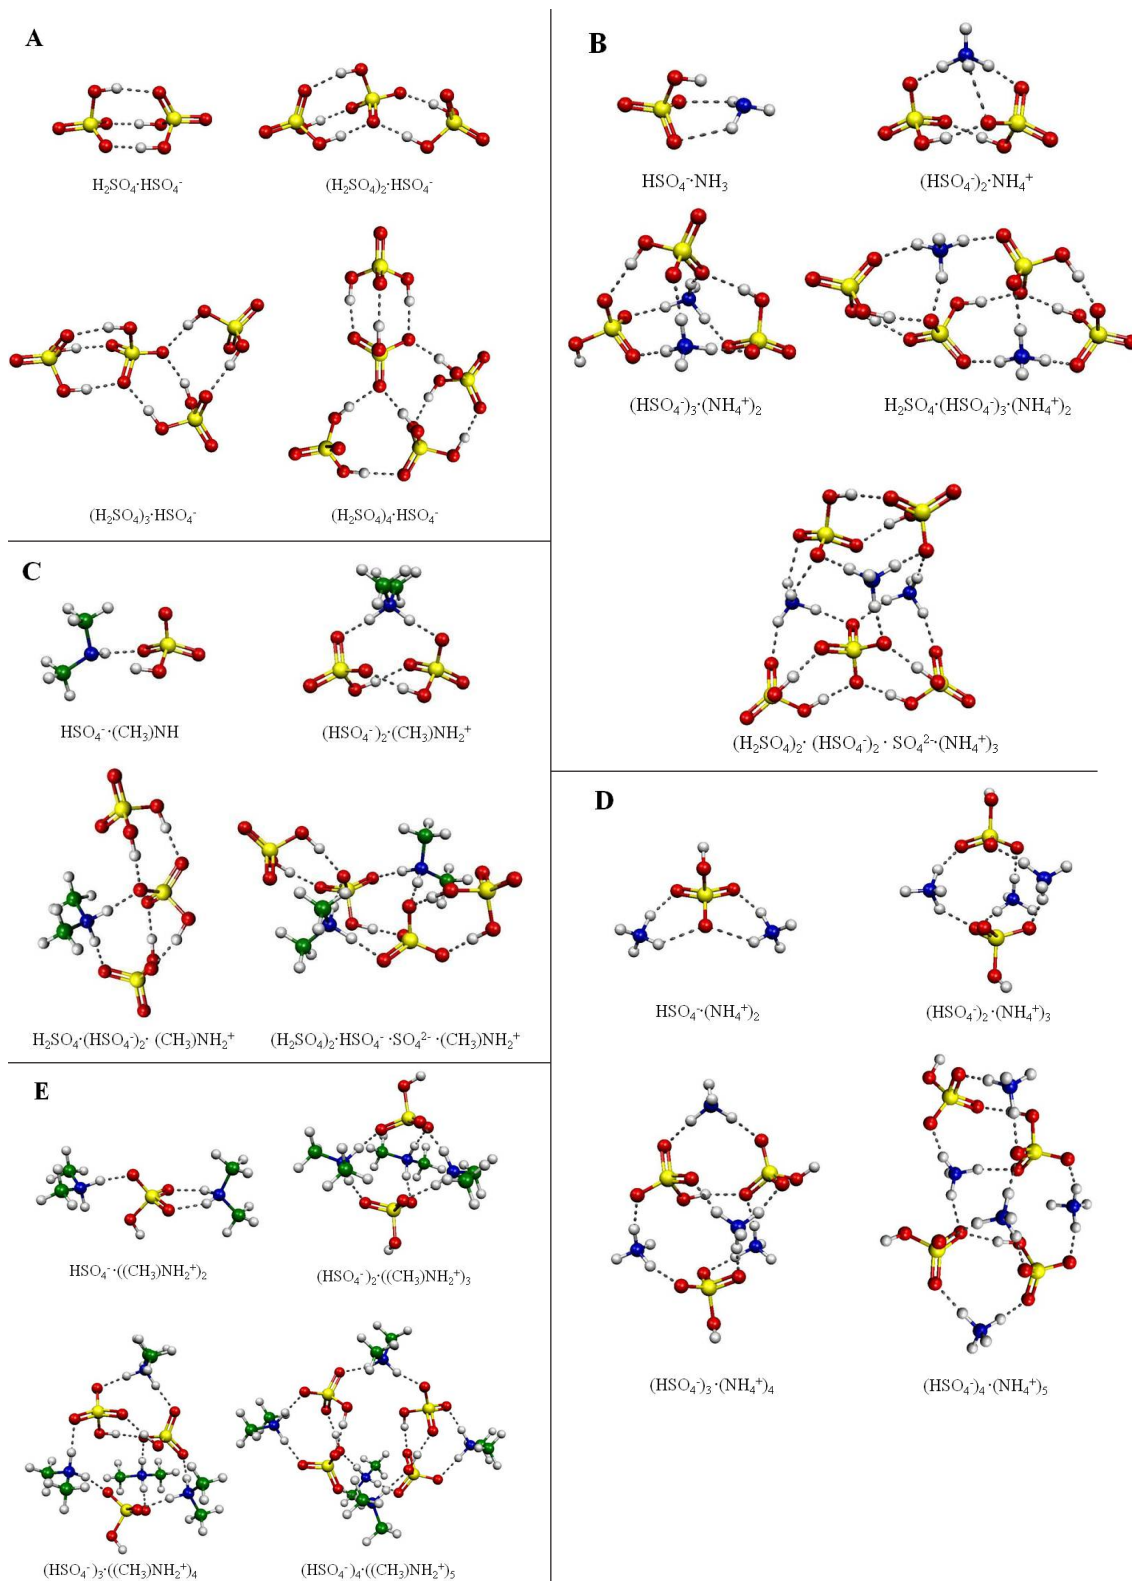 A
H₂SO₄·HSO₄⁻
(H₂SO₄)₂·HSO₄⁻
(H₂SO₄)₃·HSO₄⁻
(H₂SO₄)₄·HSO₄⁻
B
HSO₄⁻·NH₃
(HSO₄⁻)₂·NH₄⁺
(HSO₄⁻)₃·(NH₄⁺)₂
H₂SO₄·(HSO₄⁻)₃·(NH₄⁺)₂
(H₂SO₄)₂· (HSO₄⁻)₂ · SO₄²⁻·(NH₄⁺)₃
C
HSO₄⁻·(CH₃)NH
(HSO₄⁻)₂·(CH₃)NH₂⁺
H₂SO₄·(HSO₄⁻)₂· (CH₃)NH₂⁺
(H₂SO₄)₂·HSO₄⁻ ·SO₄²⁻ ·(CH₃)NH₂⁺
D
HSO₄⁻·(NH₄⁺)₂
(HSO₄⁻)₂·(NH₄⁺)₃
(HSO₄⁻)₃·(NH₄⁺)₄
(HSO₄⁻)₄·(NH₄⁺)₅
E
HSO₄⁻·((CH₃)NH₂⁺)₂
(HSO₄⁻)₂·((CH₃)NH₂⁺)₃
(HSO₄⁻)₃·((CH₃)NH₂⁺)₄
(HSO₄⁻)₄·((CH₃)NH₂⁺)₅